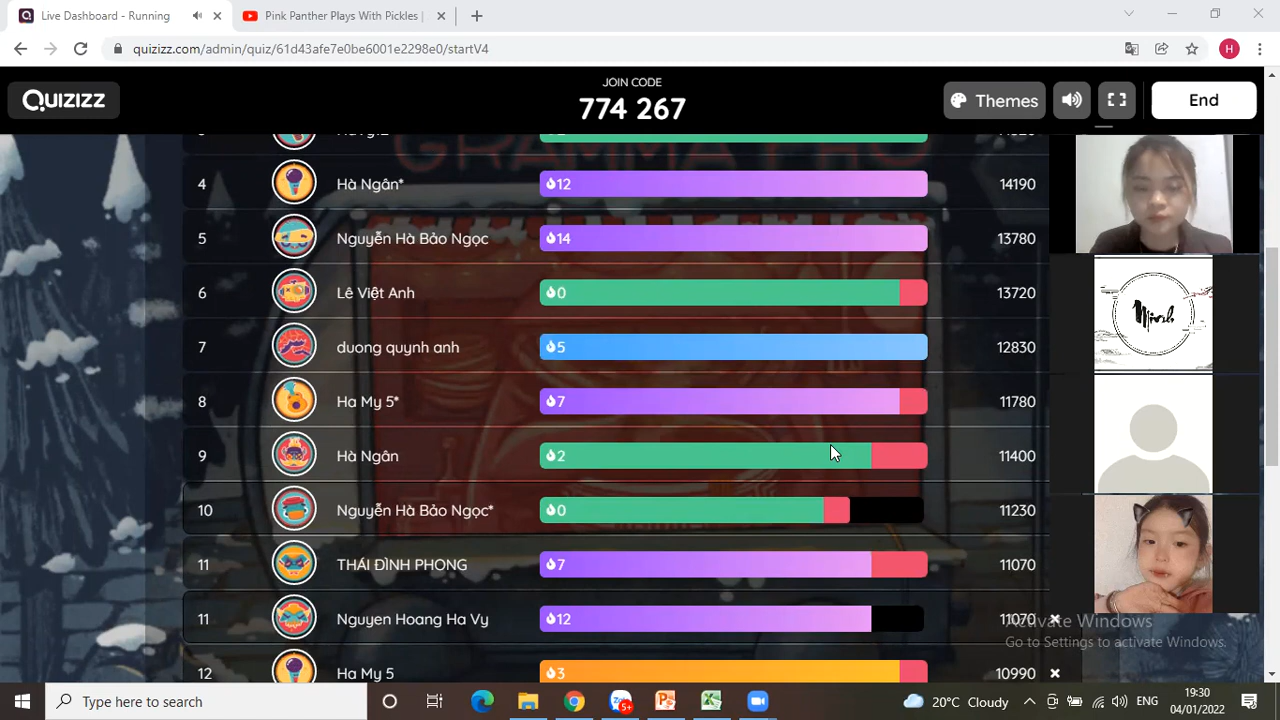 Live Dashboard - Running
Pink Panther Plays With Pickles |
quizizz.com/admin/quiz/61d43afe7e0be6001e2298e0/startV4
H
Quizizz
JOIN CODE
774 267
Themes
End
GRAMMA
4 Hà Ngân* 12 14190
5 Nguyễn Hà Bảo Ngọc 14 13780
6 Lê Việt Anh 0 13720
7 duong quynh anh 5 12830
8 Ha My 5* 7 11780
9 Hà Ngân 2 11400
10 Nguyễn Hà Bảo Ngọc* 0 11230
11 THÁI ĐÌNH PHONG 7 11070
11 Nguyen Hoang Ha Vy 12 11070
12 Ha My 5 3 10990
Minh
Activate Windows
Go to Settings to activate Windows.
Type here to search
Zalo
5+
20°C Cloudy
ENG
19:30
04/01/2022